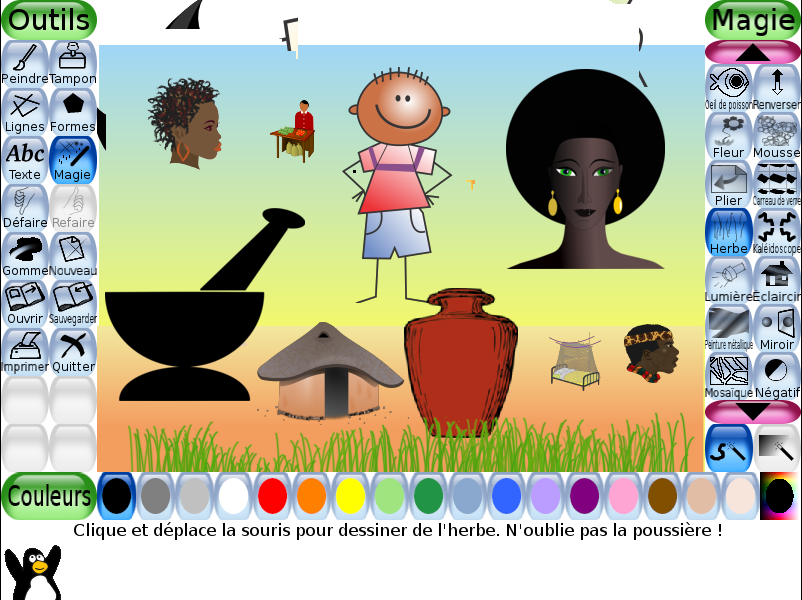 Outils
Magie
Peindre
Tampon
Lignes
Formes
Abc
Texte
Magie
Défaire
Refaire
Gomme
Nouveau
Ouvrir
Sauvegarder
Imprimer
Quitter
Oeil de poisson
Renverser
Fleur
Mousse
Plier
Carreau de verre
Herbe
Kaléidoscope
Lumière
Éclaircir
Peinture métalique
Miroir
Mosaïque
Négatif
Couleurs
Clique et déplace la souris pour dessiner de l'herbe. N'oublie pas la poussière !